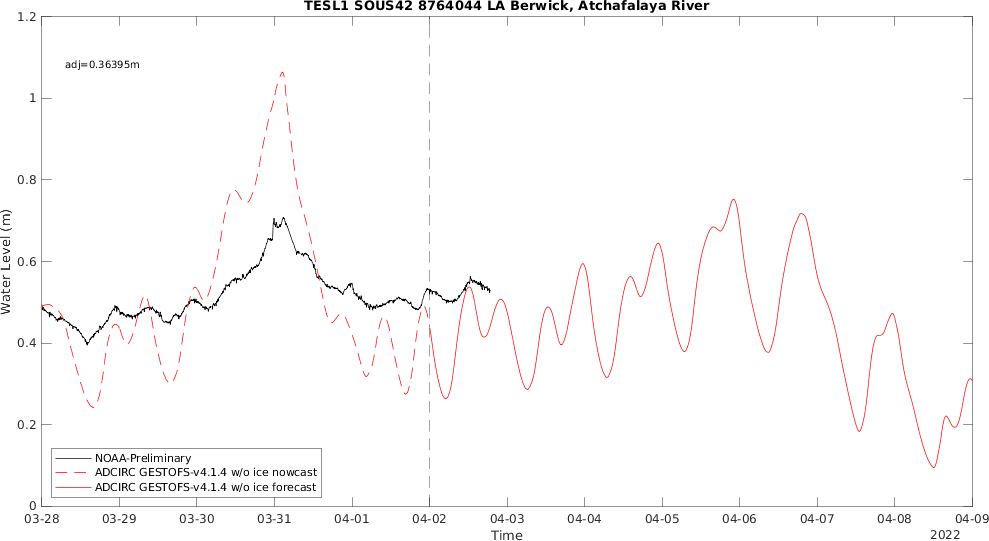 TESL1 SOUS42 8764044 LA Berwick, Atchafalaya River
1.2
adj=0.36395m
1
0.8
0.6
0.4
0.2
0
Water Level (m)
NOAA-Preliminary
ADCIRC GESTOFS-v4.1.4 w/o ice nowcast
ADCIRC GESTOFS-v4.1.4 w/o ice forecast
03-28 03-29 03-30 03-31 04-01 04-02 04-03 04-04 04-05 04-06 04-07 04-08 04-09
Time
2022